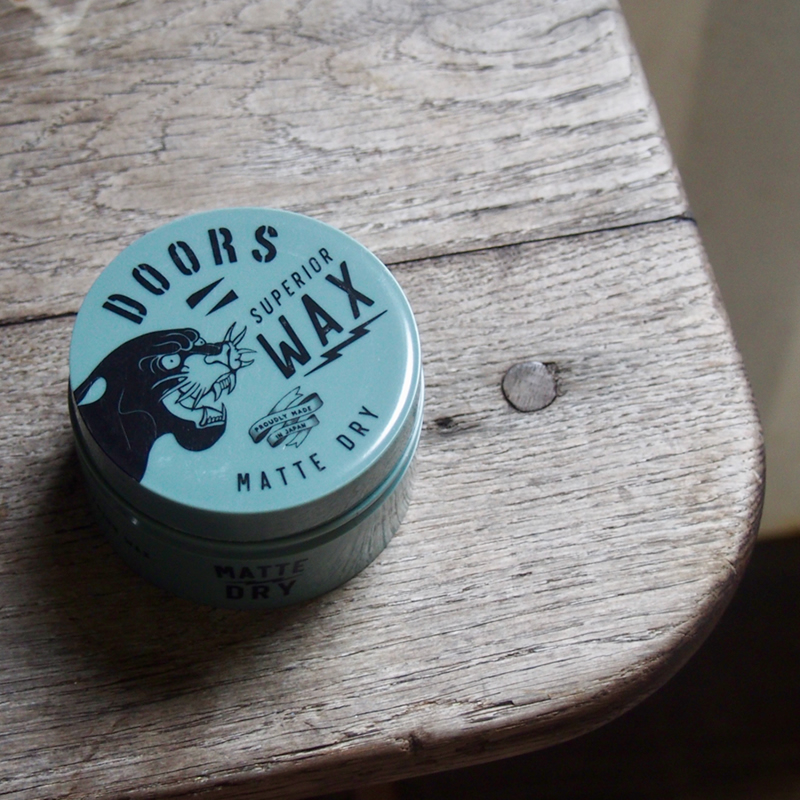 DOORS
SUPERIOR
WAX
PROUDLY MADE
IN JAPAN
MATTE DRY
MATTE
DRY